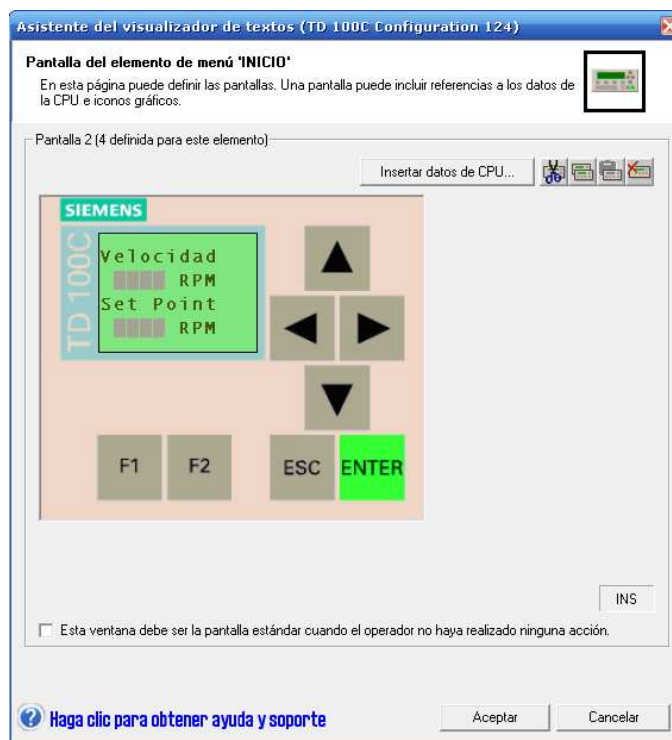 Asistente del visualizador de textos (TD 100C Configuration 124)
Pantalla del elemento de menú 'INICIO'
En esta página puede definir las pantallas. Una pantalla puede incluir referencias a los datos de
la CPU e iconos gráficos.
Pantalla 2 (4 definida para este elemento)
Insertar datos de CPU...
SIEMENS
TD 100C
Velocidad
RPM
Set Point
RPM
F1
F2
ESC
ENTER
INS
Esta ventana debe ser la pantalla estándar cuando el operador no haya realizado ninguna acción.
Haga clic para obtener ayuda y soporte
Aceptar
Cancelar